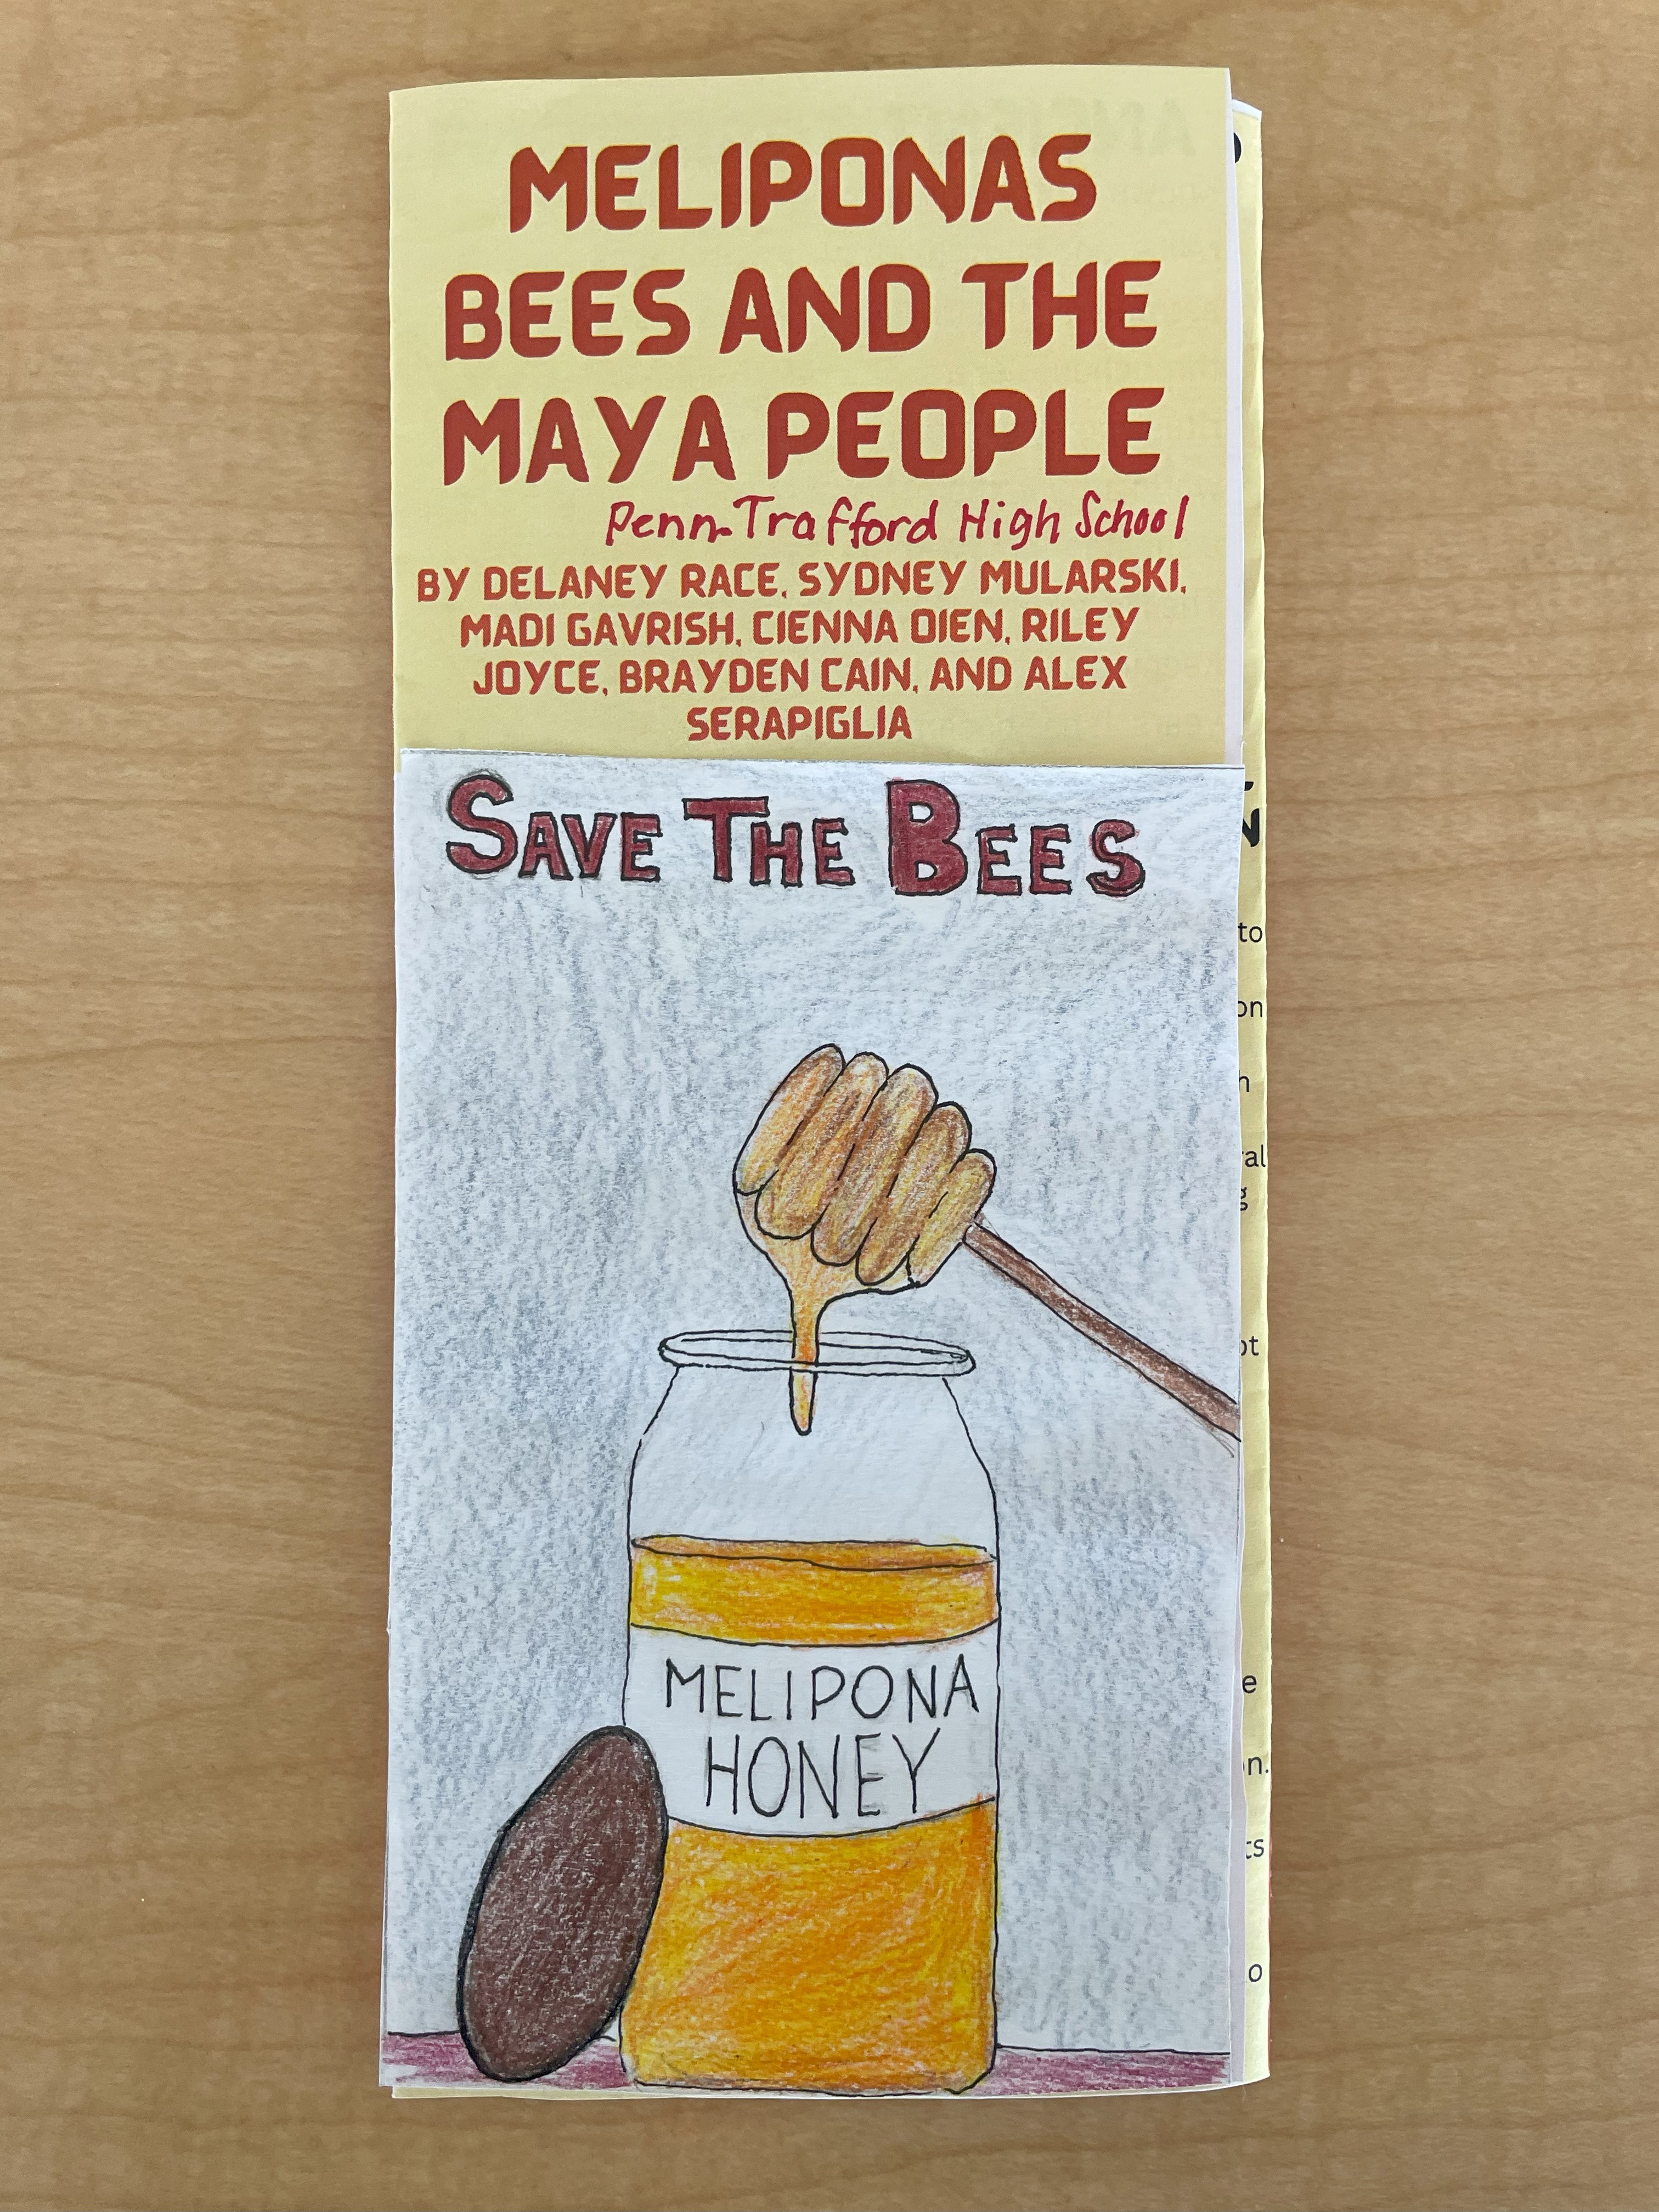 MELIPONAS
BEES AND THE
MAYA PEOPLE
Penn-Trafford High School
BY DELANEY RACE, SYDNEY MULARSKI,
MADI GAVRISH, CIENNA OIEN, RILEY
JOYCE, BRAYDEN CAIN, AND ALEX
SERAPIGLIA
SAVE THE BEES
MELIPONA
HONEY